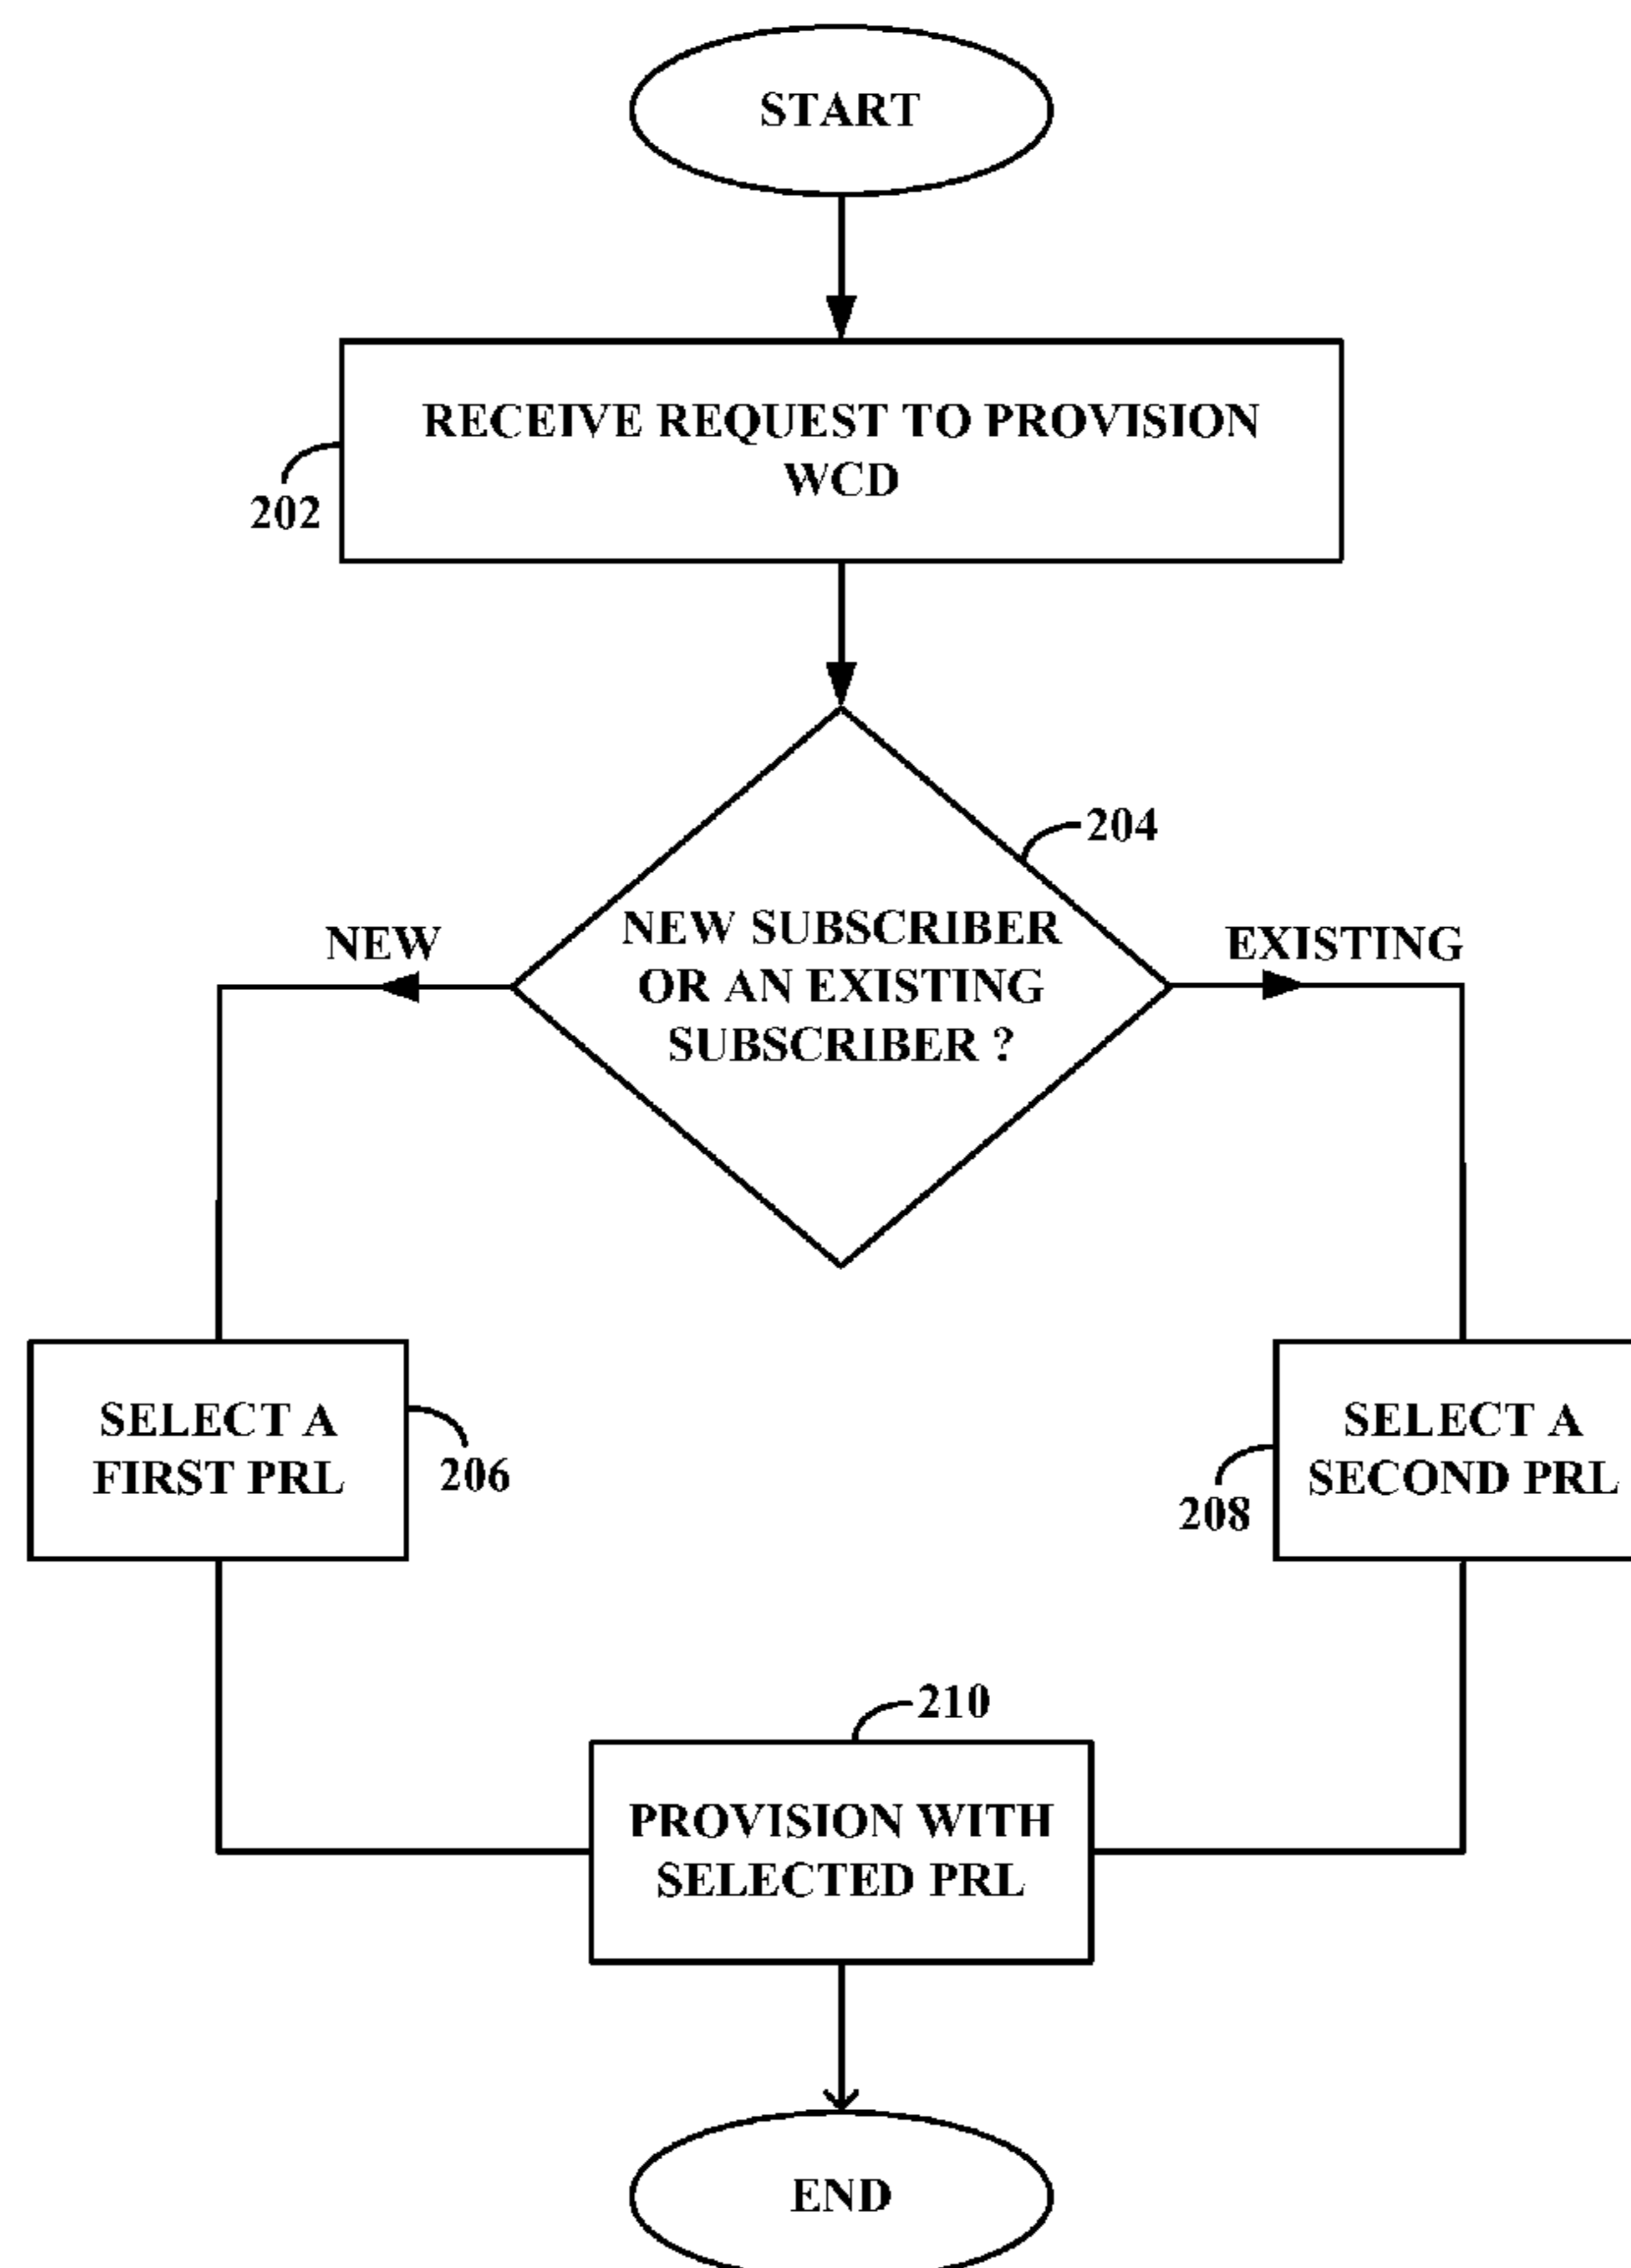 START
RECEIVE REQUEST TO PROVISION
WCD
202
204
NEW
NEW SUBSCRIBER
OR AN EXISTING
SUBSCRIBER ?
EXISTING
SELECT A
FIRST PRL
206
SELECT A
SECOND PRL
208
210
PROVISION WITH
SELECTED PRL
END